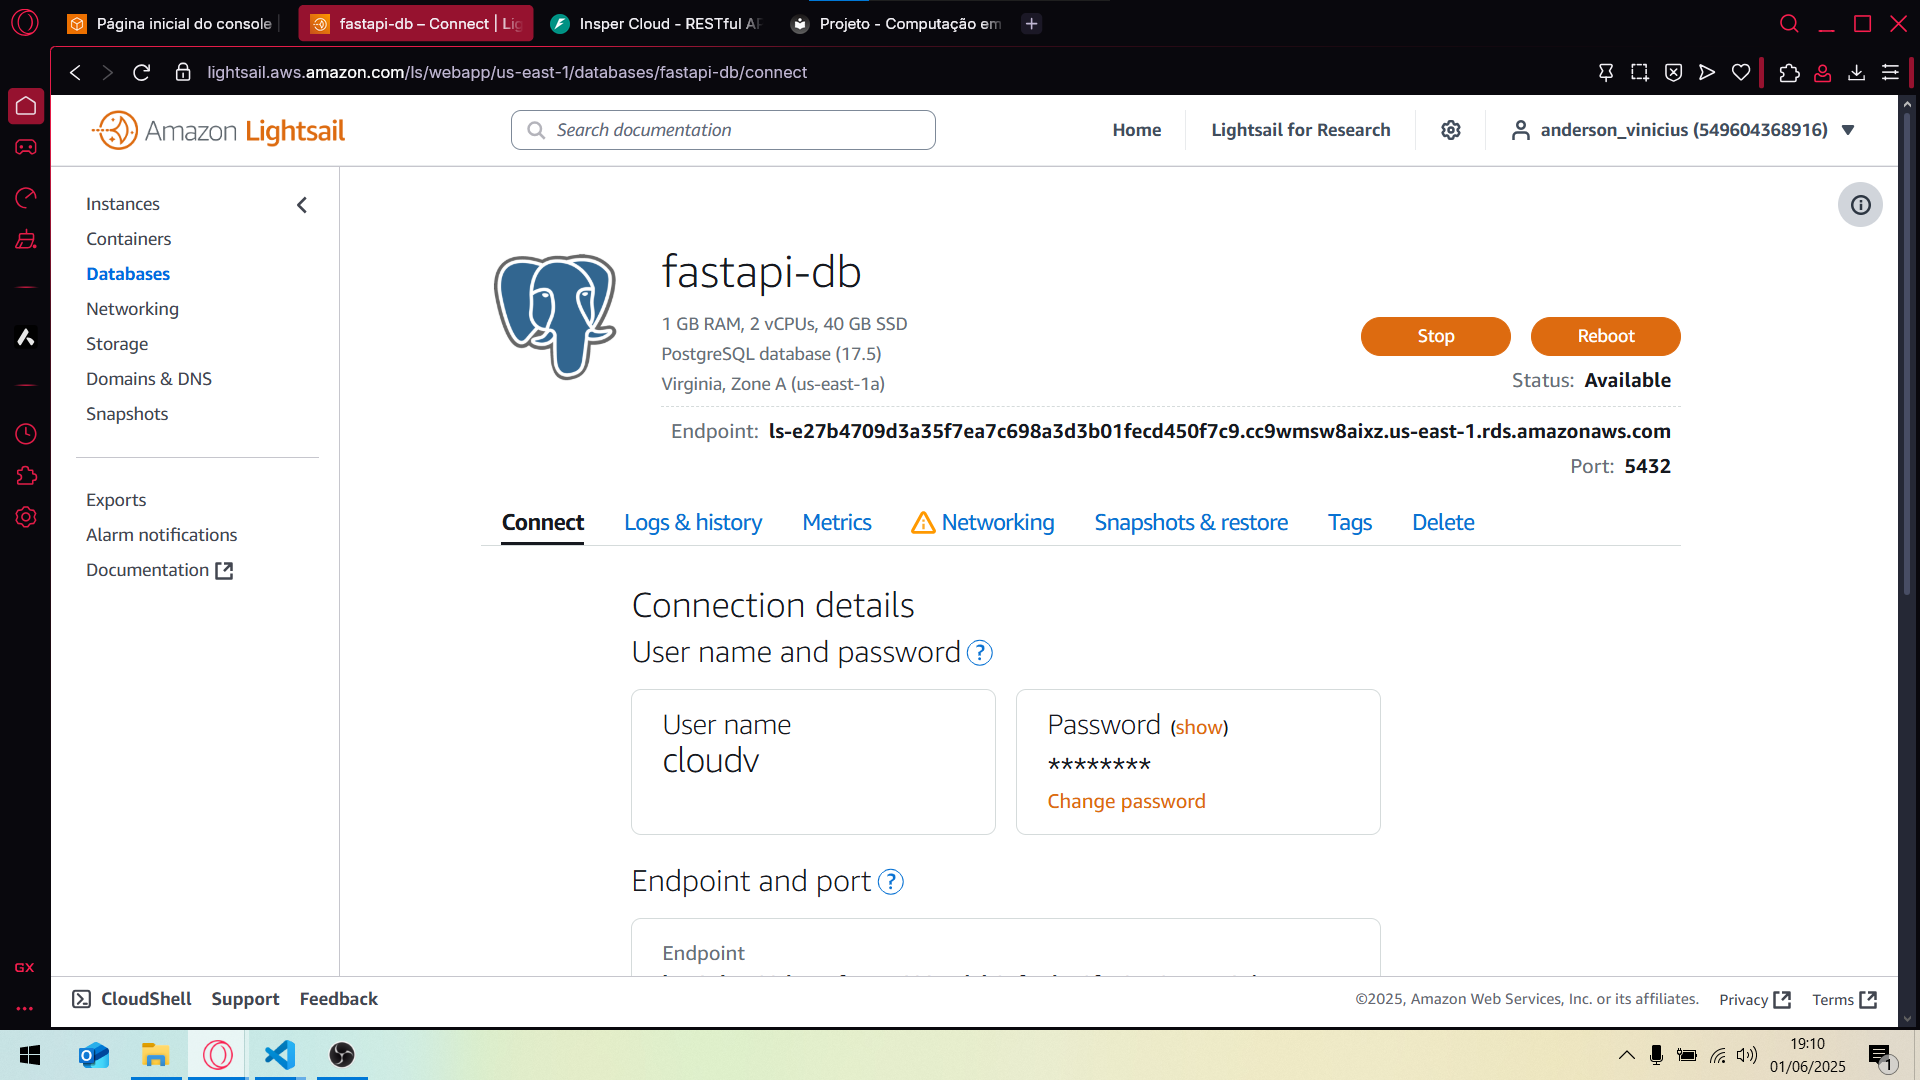 Página inicial do console
fastapi-db – Connect | Lig
Insper Cloud - RESTful AP
Projeto - Computação em
lightsail.aws.amazon.com/ls/webapp/us-east-1/databases/fastapi-db/connect
Amazon Lightsail
Search documentation
Home
Lightsail for Research
anderson_vinicius (549604368916)
Instances
Containers
Databases
Networking
Storage
Domains & DNS
Snapshots
Exports
Alarm notifications
Documentation
fastapi-db
1 GB RAM, 2 vCPUs, 40 GB SSD
PostgreSQL database (17.5)
Virginia, Zone A (us-east-1a)
Stop
Reboot
Status: Available
Endpoint: ls-e27b4709d3a35f7ea7c698a3d3b01fecd450f7c9.cc9wmsw8aixz.us-east-1.rds.amazonaws.com
Port: 5432
Connect
Logs & history
Metrics
Networking
Snapshots & restore
Tags
Delete
Connection details
User name and password ?
User name
cloudv
Password (show)
********
Change password
Endpoint and port ?
Endpoint
GX
CloudShell
Support
Feedback
©2025, Amazon Web Services, Inc. or its affiliates.
Privacy
Terms
19:10
01/06/2025
1